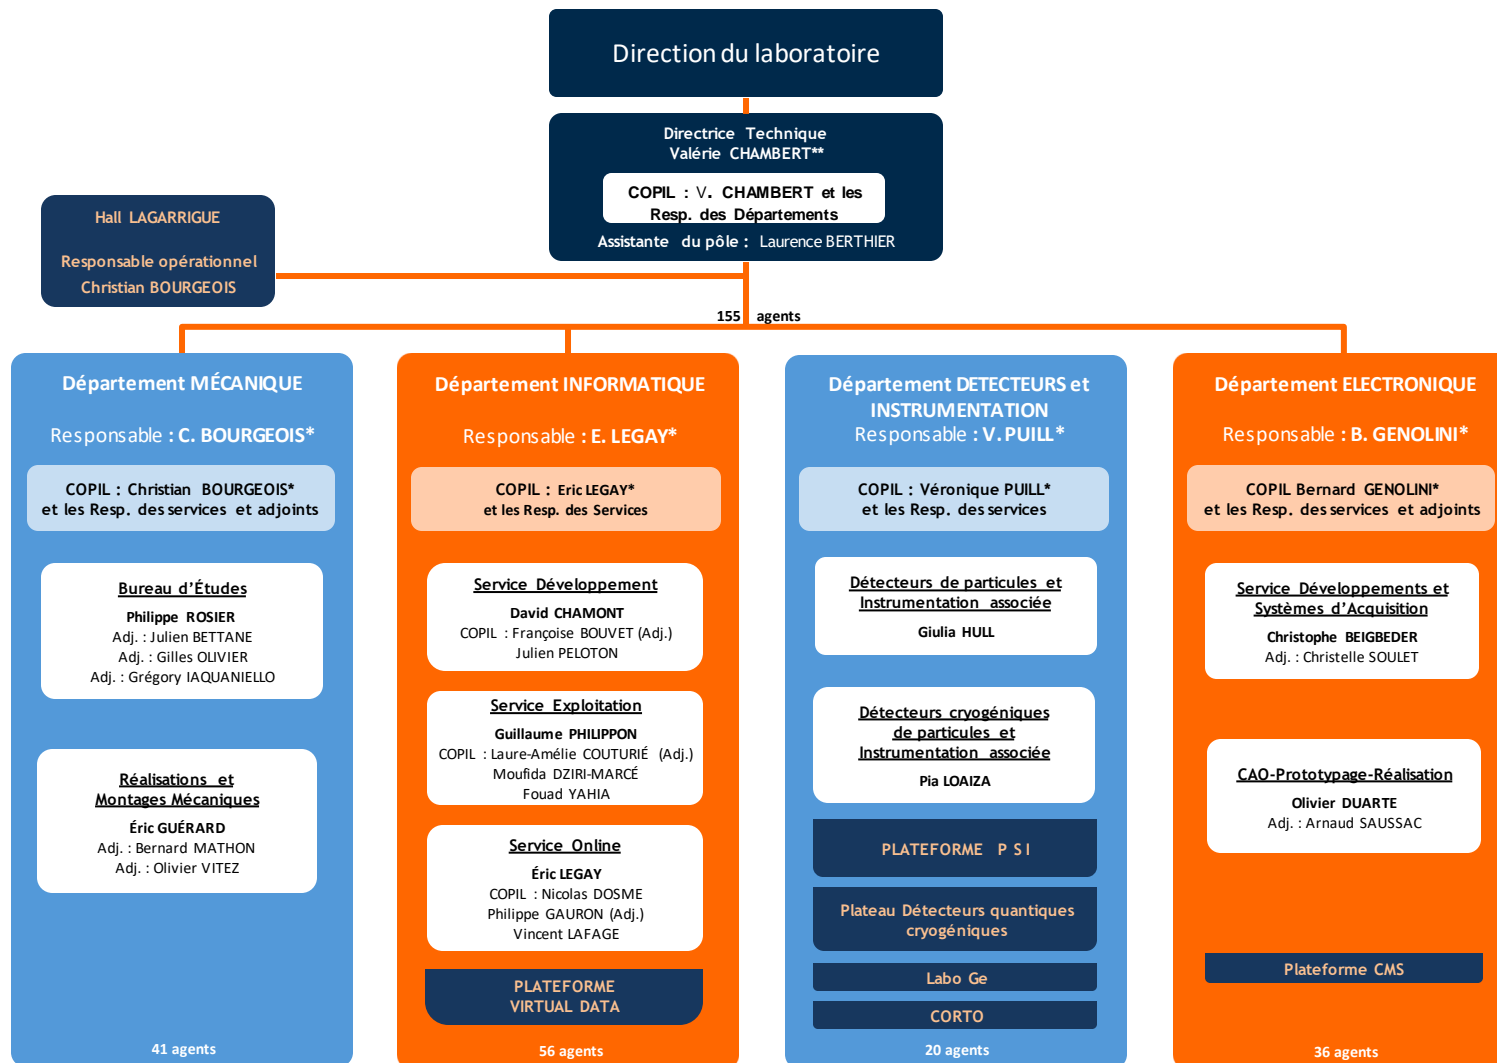 Direction du laboratoire
Directrice Technique
Valérie CHAMBERT**
COPIL : V. CHAMBERT et les
Resp. des Départements
Assistante du pôle : Laurence BERTHIER
Hall LAGARRIGUE
Responsable opérationnel
Christian BOURGEOIS
155 agents
Département MÉCANIQUE
Responsable : C. BOURGEOIS*
COPIL : Christian BOURGEOIS*
et les Resp. des services et adjoints
Bureau d’Études
Philippe ROSIER
Adj. : Julien BETTANE
Adj. : Gilles OLIVIER
Adj. : Grégory IAQUANIELLO
Réalisations et
Montages Mécaniques
Éric GUÉRARD
Adj. : Bernard MATHON
Adj. : Olivier VITEZ
41 agents
Département INFORMATIQUE
Responsable : E. LEGAY*
COPIL : Eric LEGAY*
et les Resp. des Services
Service Développement
David CHAMONT
COPIL : Françoise BOUVET (Adj.)
Julien PELOTON
Service Exploitation
Guillaume PHILIPPON
COPIL : Laure-Amélie COUTURIÉ (Adj.)
Moufida DZIRI-MARCÉ
Fouad YAHIA
Service Online
Éric LEGAY
COPIL : Nicolas DOSME
Philippe GAURON (Adj.)
Vincent LAFAGE
PLATEFORME
VIRTUAL DATA
56 agents
Département DETECTEURS et
INSTRUMENTATION
Responsable : V. PUILL*
COPIL : Véronique PUILL*
et les Resp. des services
Détecteurs de particules et
Instrumentation associée
Giulia HULL
Détecteurs cryogéniques
de particules et
Instrumentation associée
Pia LOAIZA
PLATEFORME P S I
Plateau Détecteurs quantiques
cryogéniques
Labo Ge
CORTO
20 agents
Département ELECTRONIQUE
Responsable : B. GENOLINI*
COPIL Bernard GENOLINI*
et les Resp. des services et adjoints
Service Développements et
Systèmes d’Acquisition
Christophe BEIGBEDER
Adj. : Christelle SOULET
CAO-Prototypage-Réalisation
Olivier DUARTE
Adj. : Arnaud SAUSSAC
Plateforme CMS
36 agents